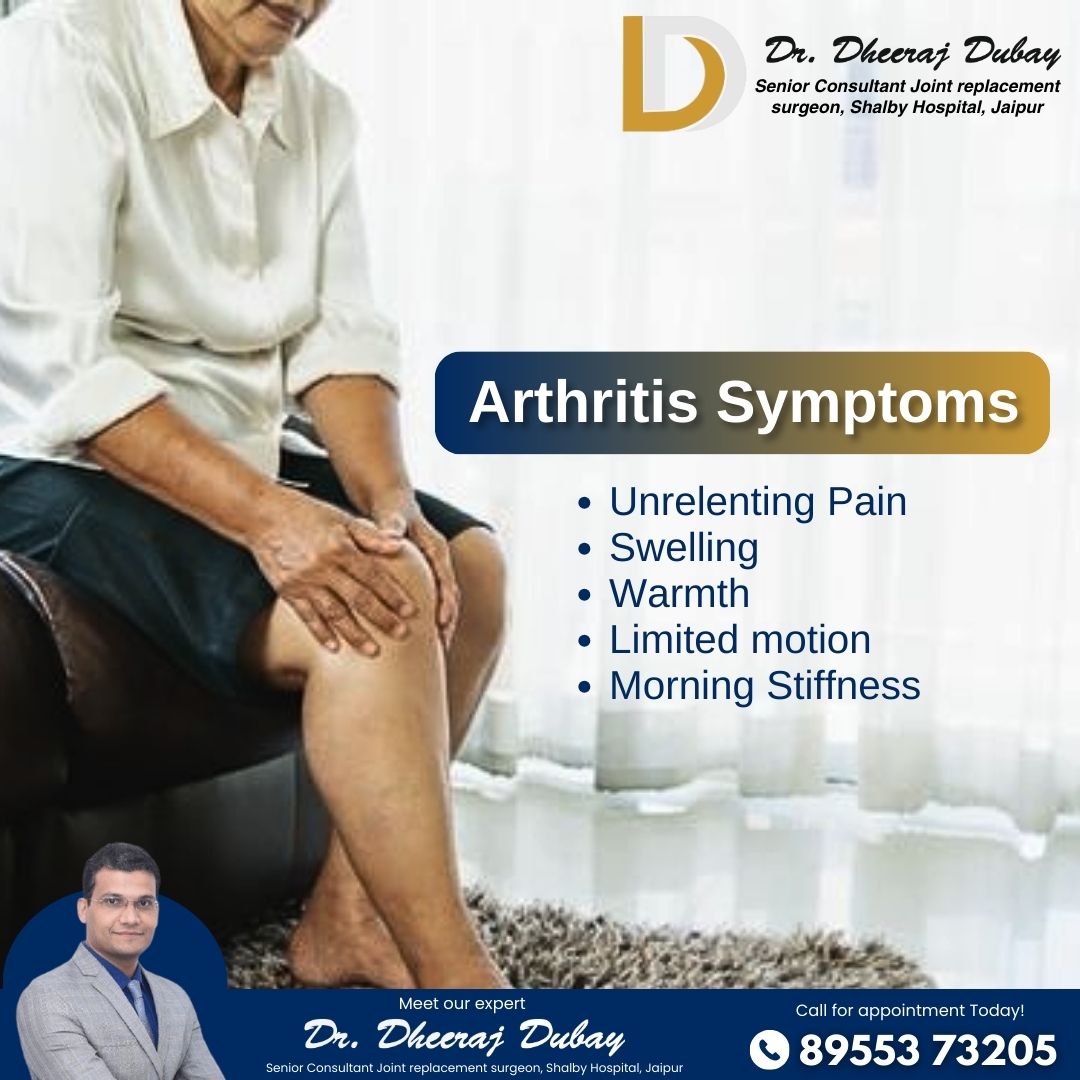 Dr. Dheeraj Dubay
Senior Consultant Joint replacement
surgeon, Shalby Hospital, Jaipur
Arthritis Symptoms
• Unrelenting Pain
• Swelling
• Warmth
• Limited motion
• Morning Stiffness
Meet our expert
Dr. Dheeraj Dubay
Senior Consultant Joint replacement surgeon, Shalby Hospital, Jaipur
Call for appointment Today!
89553 73205